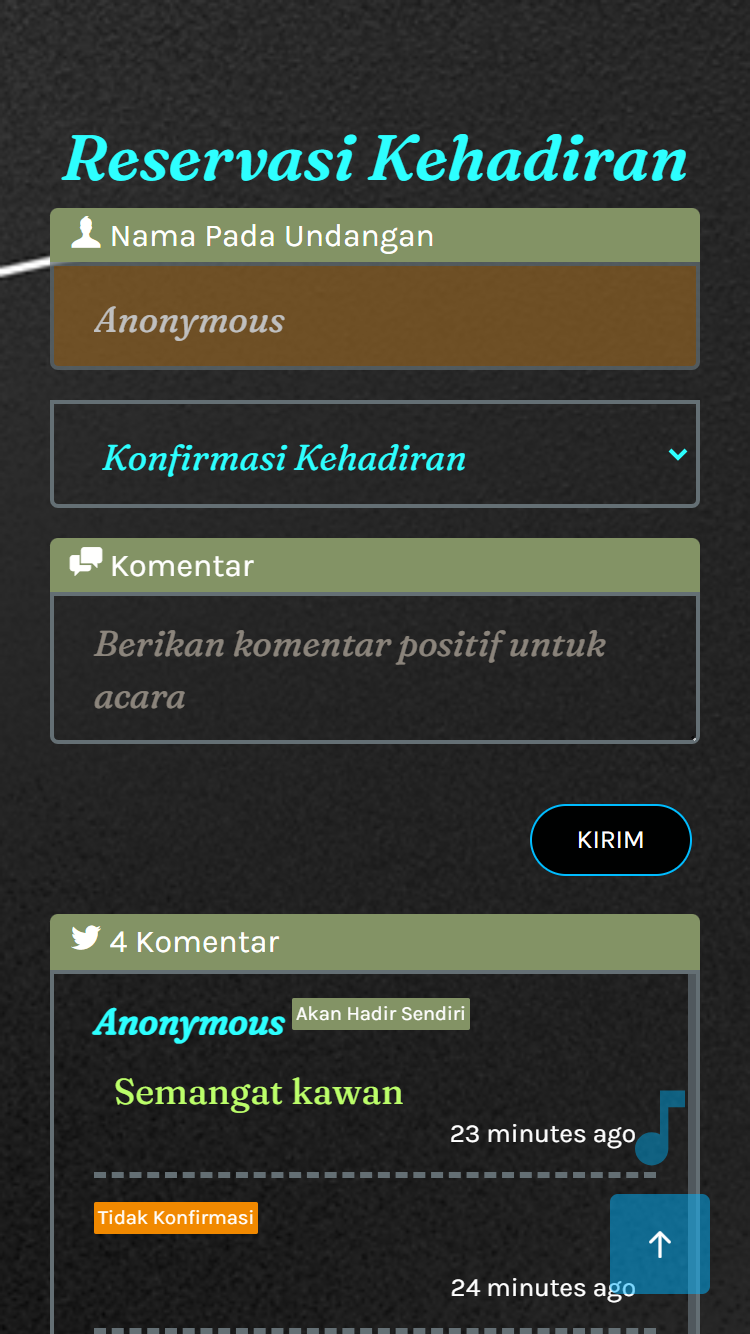 Reservasi Kehadiran
Nama Pada Undangan
Anonymous
Konfirmasi Kehadiran
Komentar
Berikan komentar positif untuk
acara
KIRIM
4 Komentar
Anonymous Akan Hadir Sendiri
Semangat kawan
23 minutes ago
Tidak Konfirmasi
24 minutes ago